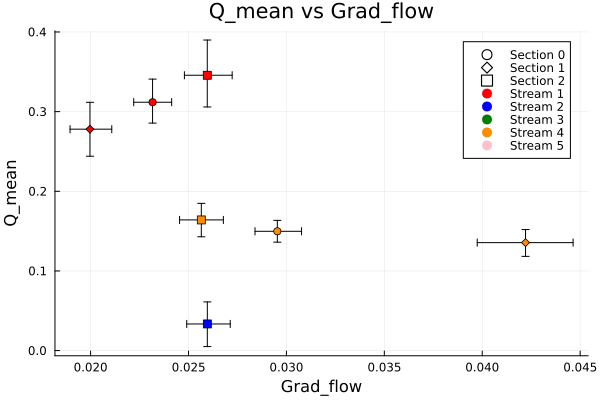 Q_mean vs Grad_flow
0.4
0.3
0.2
0.1
0.0
Q_mean
Section 0
Section 1
Section 2
Stream 1
Stream 2
Stream 3
Stream 4
Stream 5
0.020 0.025 0.030 0.035 0.040 0.045
Grad_flow